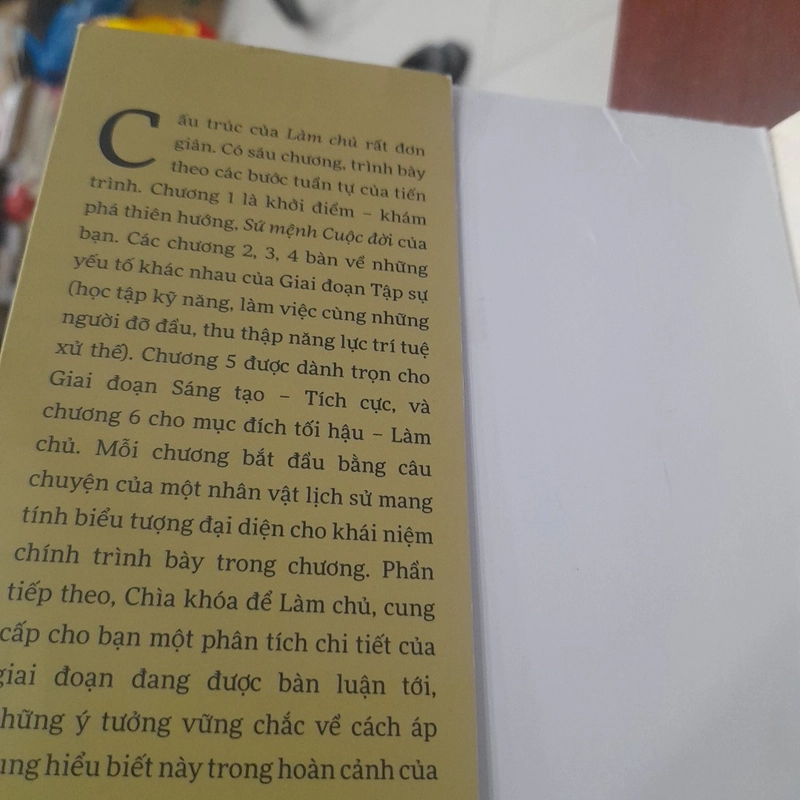 Cấu trúc của Làm chủ rất đơn
giản. Có sáu chương, trình bày
theo các bước tuần tự của tiến
trình. Chương 1 là khởi điểm – khám
phá thiên hướng, Sứ mệnh Cuộc đời của
bạn. Các chương 2, 3, 4 bàn về những
yếu tố khác nhau của Giai đoạn Tập sự
(học tập kỹ năng, làm việc cùng những
người đỡ đầu, thu thập năng lực trí tuệ
xử thế). Chương 5 được dành trọn cho
Giai đoạn Sáng tạo – Tích cực, và
chương 6 cho mục đích tối hậu – Làm
chủ. Mỗi chương bắt đầu bằng câu
chuyện của một nhân vật lịch sử mang
tính biểu tượng đại diện cho khái niệm
chính trình bày trong chương. Phần
tiếp theo, Chìa khóa để Làm chủ, cung
cấp cho bạn một phân tích chi tiết của
giai đoạn đang được bàn luận tới,
ý tưởng vững chắc về cách áp
hiểu biết này trong hoàn cảnh của